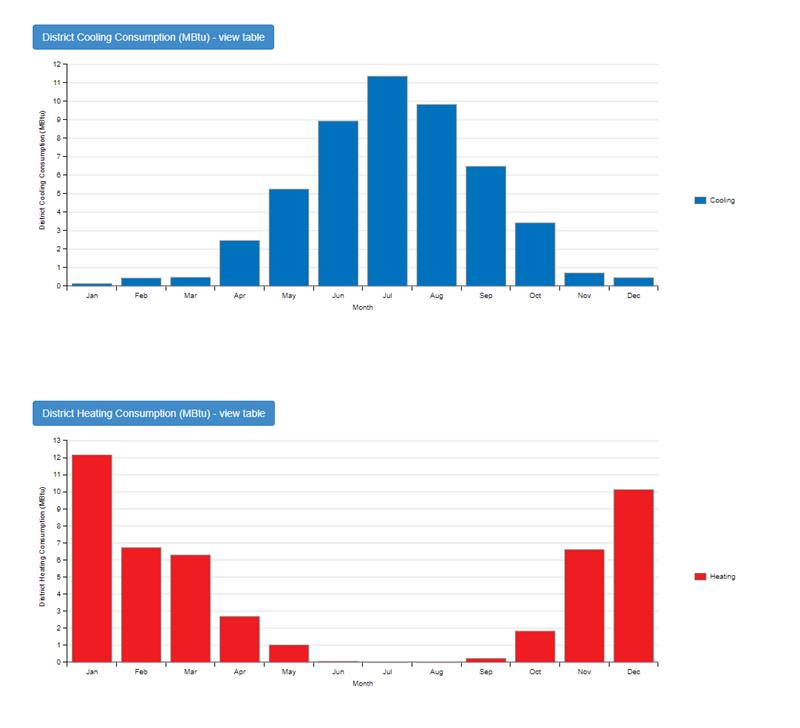 District Cooling Consumption (MBtu) - view table
12
11
10
9
8
7
6
5
4
3
2
1
0
District Cooling Consumption (MBtu)
Jan Feb Mar Apr May Jun Jul Aug Sep Oct Nov Dec
Month
Cooling
District Heating Consumption (MBtu) - view table
13
12
11
10
9
8
7
6
5
4
3
2
1
0
District Heating Consumption (MBtu)
Jan Feb Mar Apr May Jun Jul Aug Sep Oct Nov Dec
Month
Heating